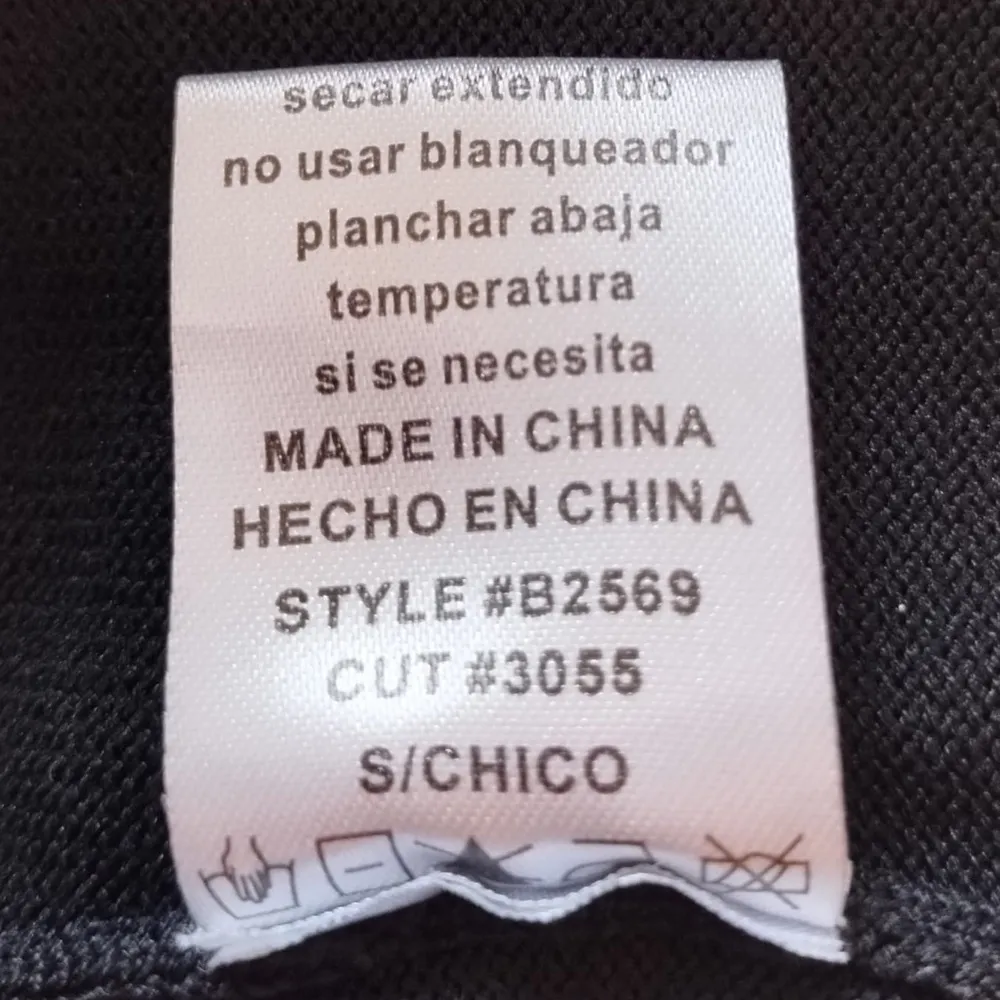 secar extendido
no usar blanqueador
planchar abaja
temperatura
si se necesita
MADE IN CHINA
HECHO EN CHINA
STYLE #B2569
CUT #3055
S/CHICO